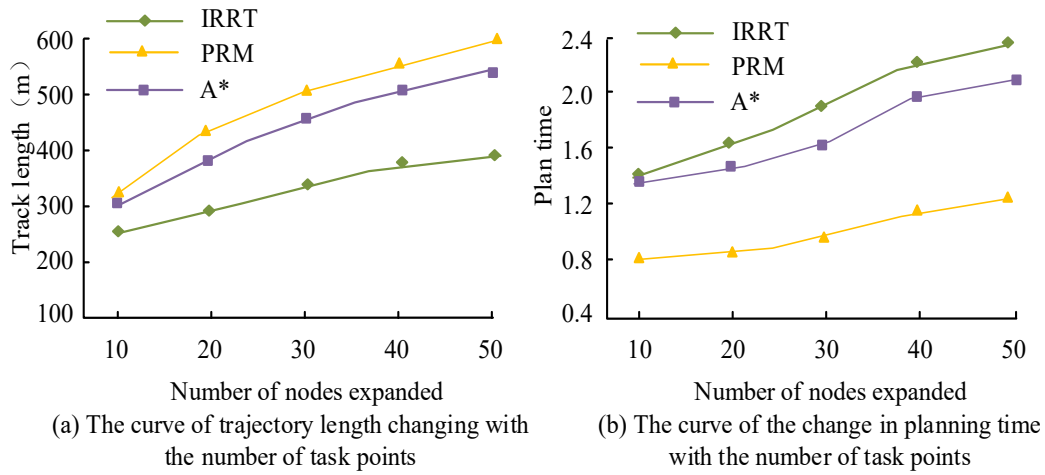 IRRT
PRM
A*
Track length（m）
600
500
400
300
200
100
10 20 30 40 50
Number of nodes expanded
(a) The curve of trajectory length changing with
the number of task points
IRRT
PRM
A*
Plan time
2.4
2.0
1.6
1.2
0.8
0.4
10 20 30 40 50
Number of nodes expanded
(b) The curve of the change in planning time
with the number of task points